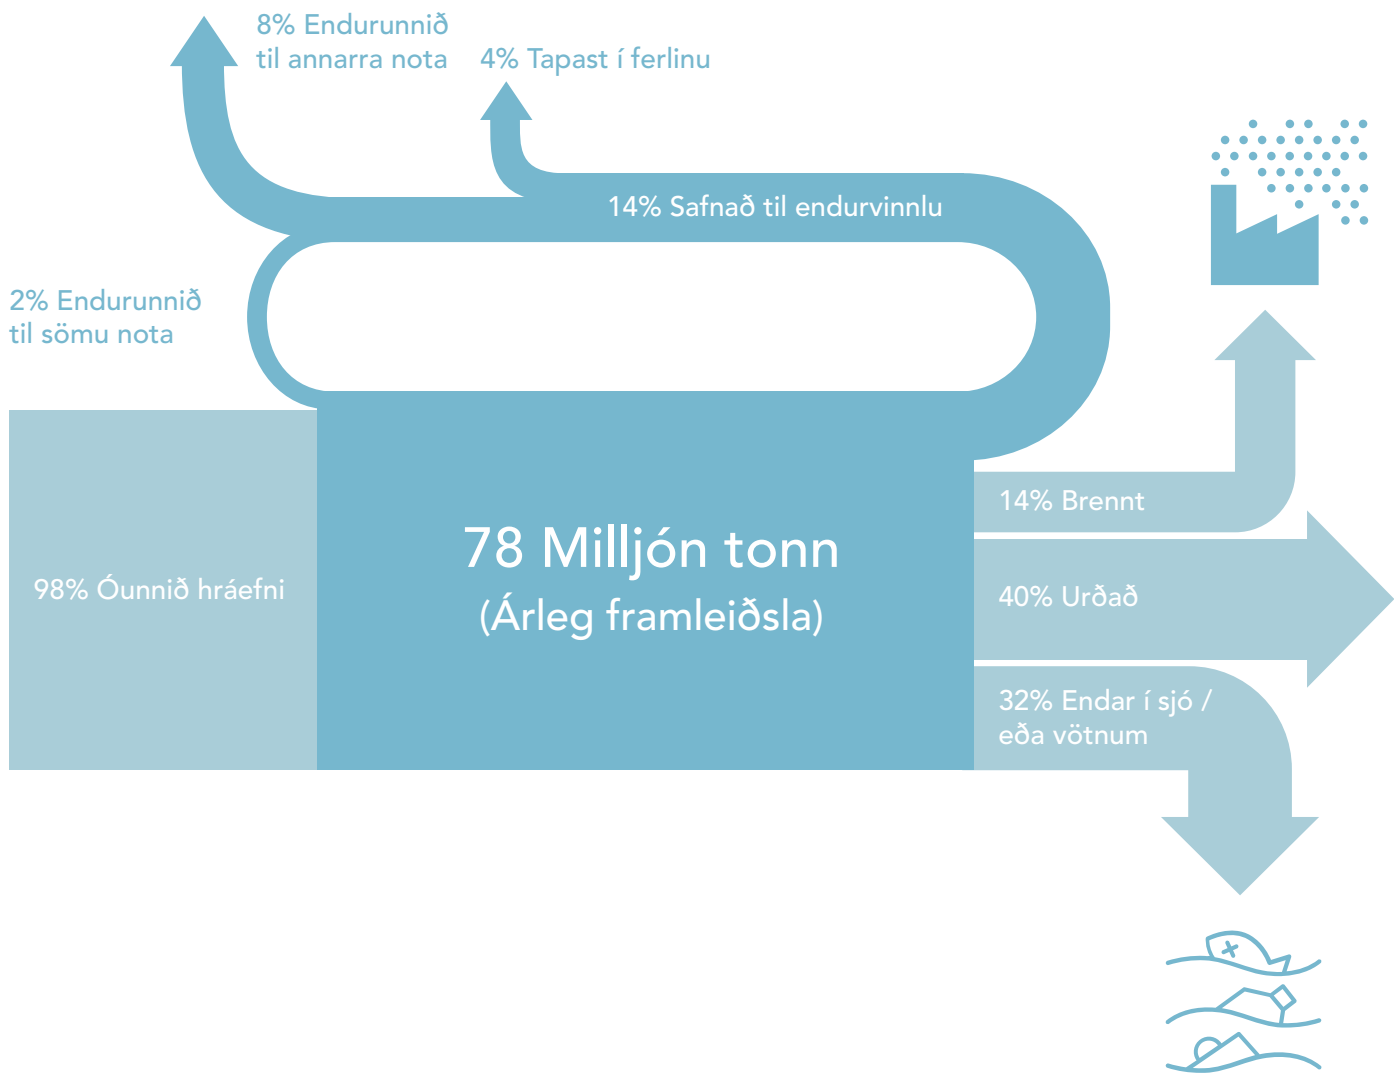 8% Endurunnið
til annarra nota
4% Tapast í ferlinu
14% Safnað til endurvinnlu
2% Endurunnið
til sömu nota
98% Óunnið hráefni
78 Milljón tonn
(Árleg framleiðsla)
14% Brennt
40% Urðað
32% Endar í sjó /
eða vötnum